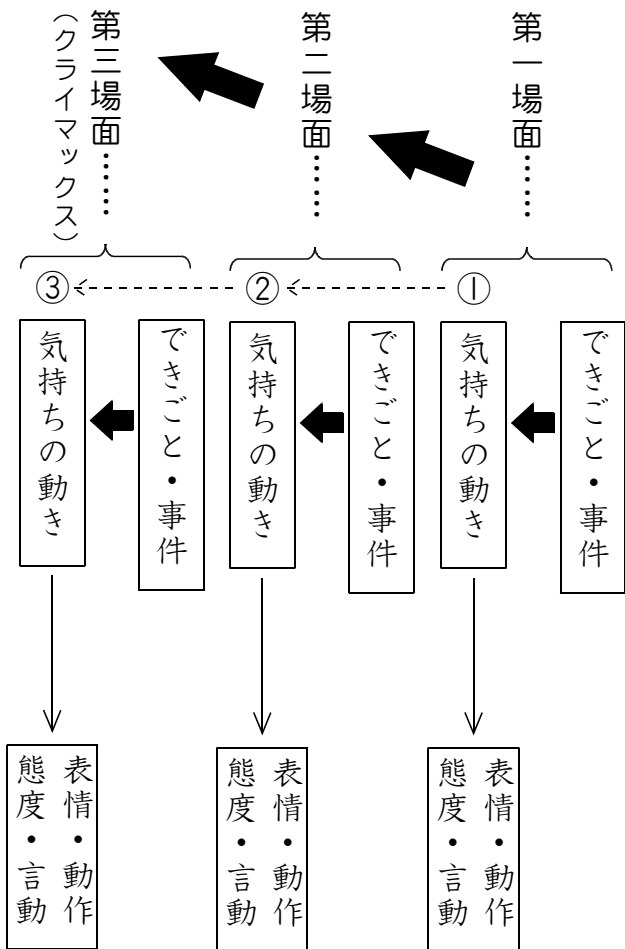 第一場面……
①
できごと・事件
気持ちの動き
表情・動作
態度・言動
第二場面……
②
できごと・事件
気持ちの動き
表情・動作
態度・言動
第三場面……
（クライマックス）
③
できごと・事件
気持ちの動き
表情・動作
態度・言動